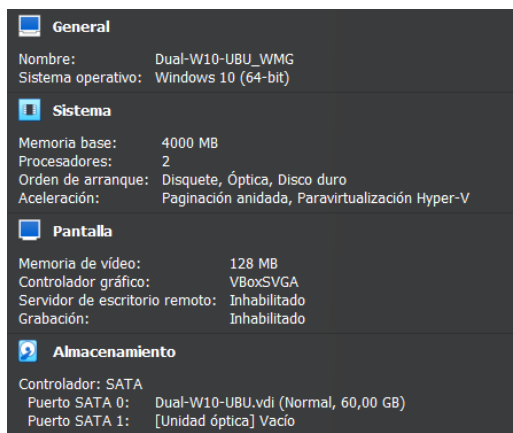 General
Nombre: Dual-W10-UBU_WMG
Sistema operativo: Windows 10 (64-bit)
Sistema
Memoria base: 4000 MB
Procesadores: 2
Orden de arranque: Disquete, Óptica, Disco duro
Aceleración: Paginación anidada, Paravirtualización Hyper-V
Pantalla
Memoria de vídeo: 128 MB
Controlador gráfico: VBoxSVGA
Servidor de escritorio remoto: Inhabilitado
Grabación: Inhabilitado
Almacenamiento
Controlador: SATA
Puerto SATA 0: Dual-W10-UBU.vdi (Normal, 60,00 GB)
Puerto SATA 1: [Unidad óptica] Vacío